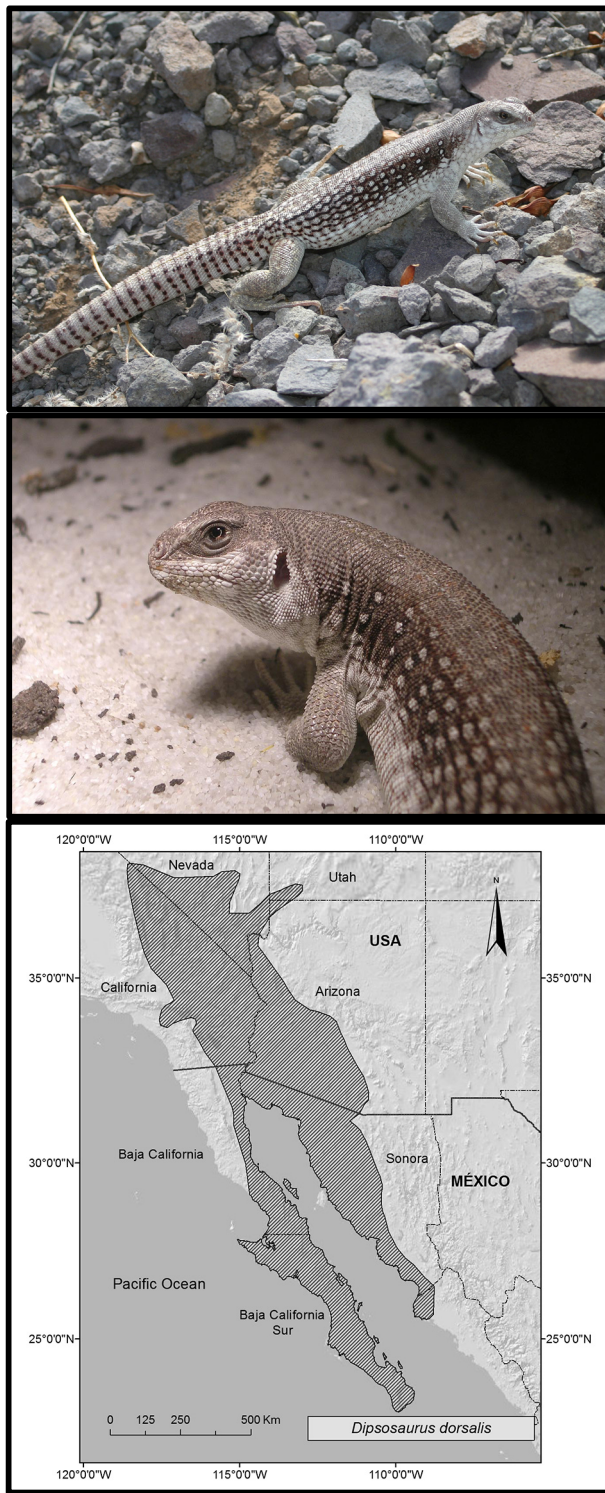 120°0'0"W
115°0'0"W
110°0'0"W
Nevada
Utah
USA
N
35°0'0"N
35°0'0"N
California
Arizona
30°0'0"N
30°0'0"N
Baja California
Sonora
MÉXICO
Pacific Ocean
Baja California
Sur
25°0'0"N
25°0'0"N
0 125 250 500 Km
Dipsosaurus dorsalis
120°0'0"W
115°0'0"W
110°0'0"W